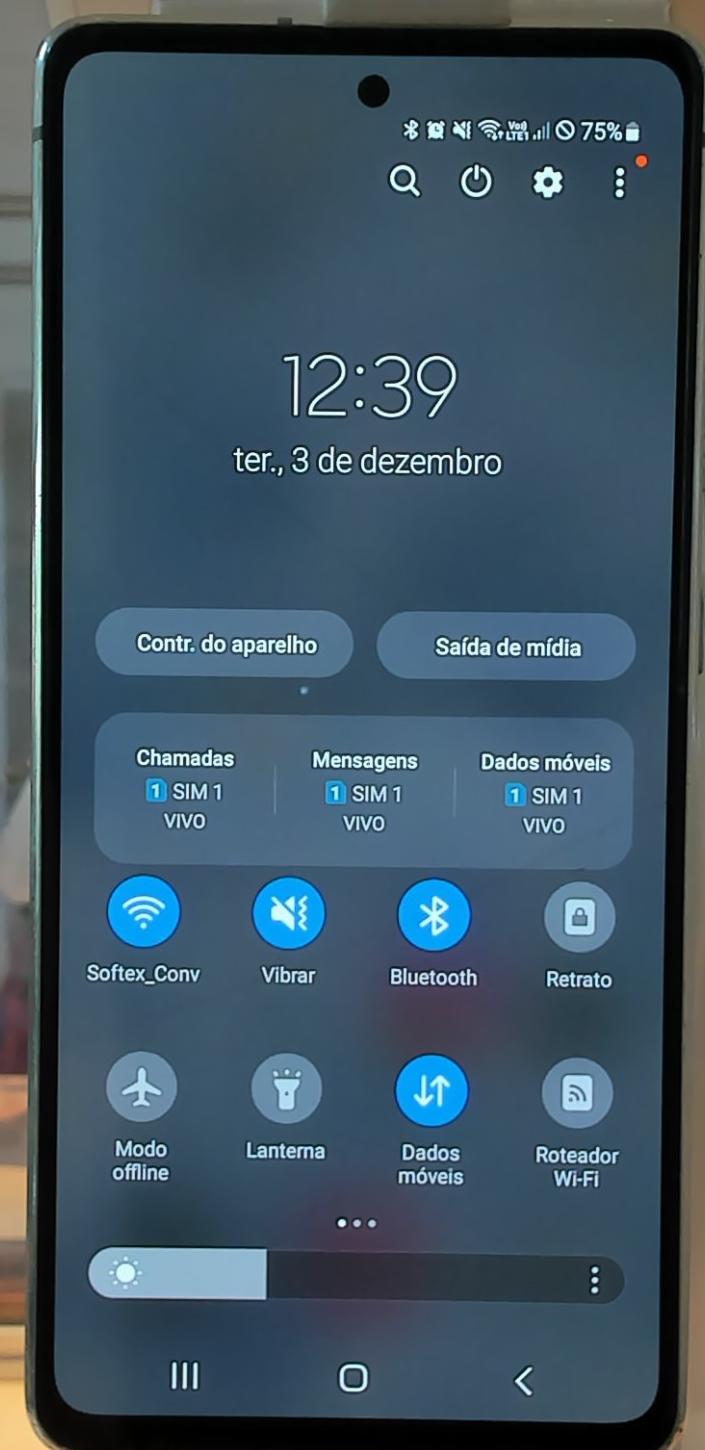 Vo)) LTE1 75%
12:39
ter., 3 de dezembro
Contr. do aparelho Saída de mídia
Chamadas Mensagens Dados móveis
1 SIM 1 1 SIM 1 1 SIM 1
VIVO VIVO VIVO
Softex_Conv Vibrar Bluetooth Retrato
Modo offline Lanterna Dados móveis Roteador Wi-Fi